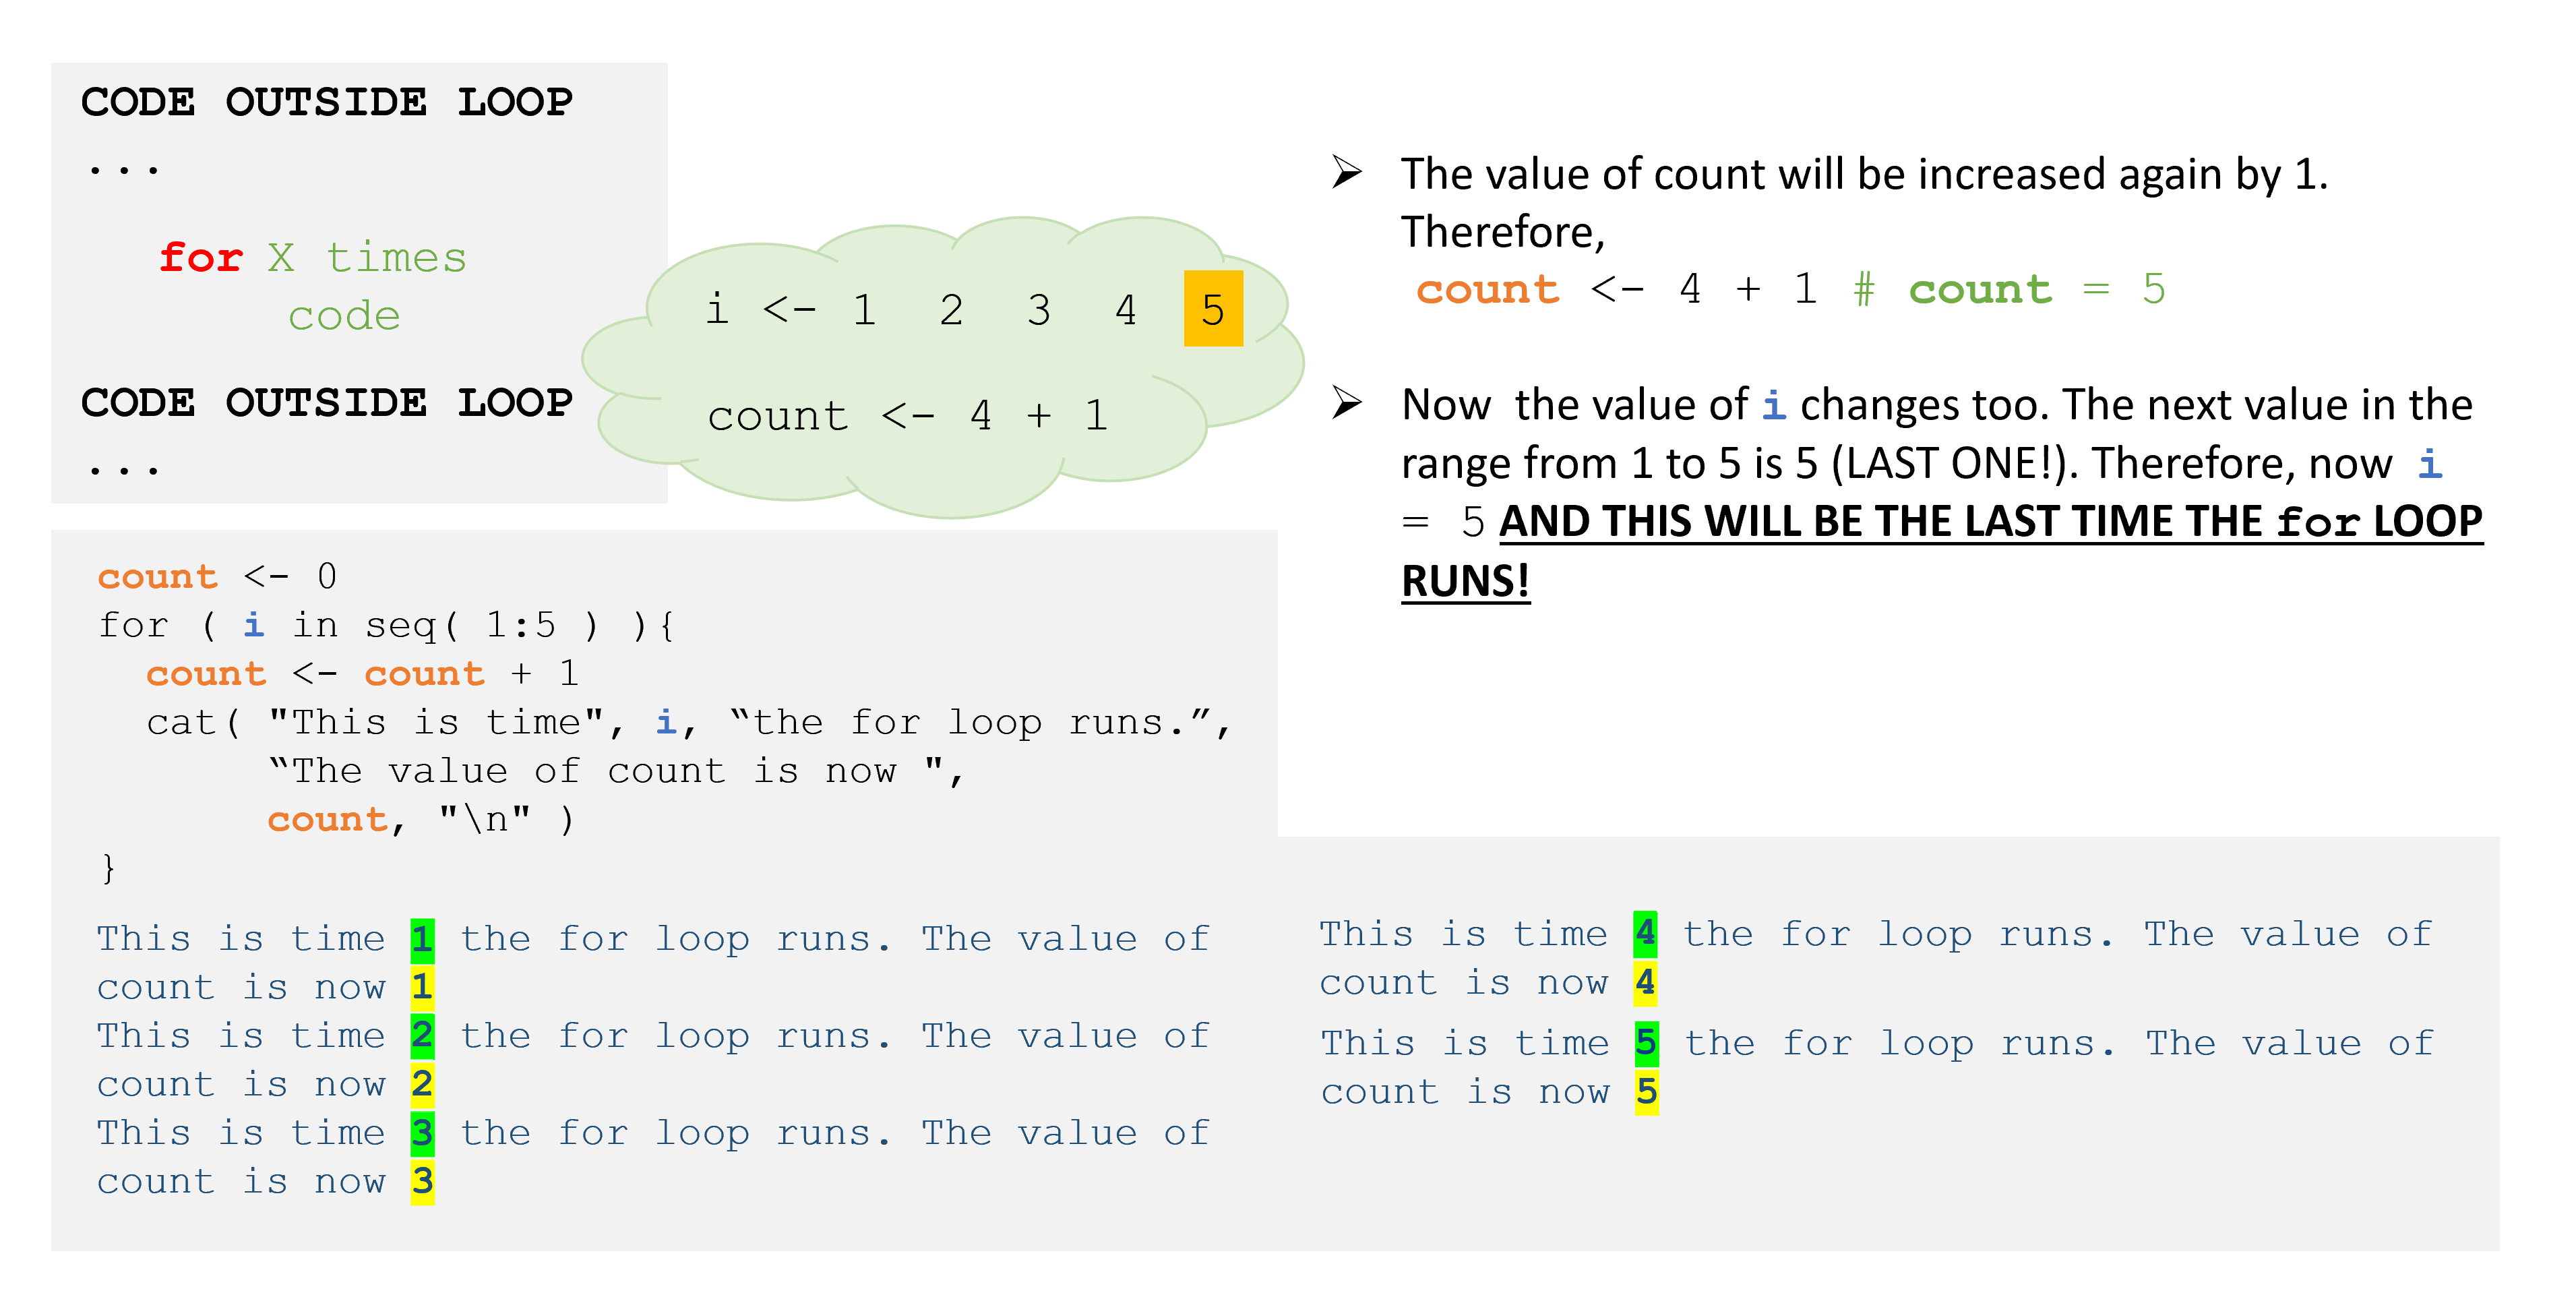 CODE OUTSIDE LOOP
...
for X times
code
CODE OUTSIDE LOOP
...
i <- 1 2 3 4 5
count <- 4 + 1
➢ The value of count will be increased again by 1.
Therefore,
count <- 4 + 1 # count = 5
➢ Now the value of i changes too. The next value in the
range from 1 to 5 is 5 (LAST ONE!). Therefore, now i
= 5 AND THIS WILL BE THE LAST TIME THE for LOOP
RUNS!
count <- 0
for ( i in seq( 1:5 ) ){
count <- count + 1
cat( "This is time", i, “the for loop runs.”,
“The value of count is now ",
count, "\n" )
}
This is time 1 the for loop runs. The value of
count is now 1
This is time 2 the for loop runs. The value of
count is now 2
This is time 3 the for loop runs. The value of
count is now 3
This is time 4 the for loop runs. The value of
count is now 4
This is time 5 the for loop runs. The value of
count is now 5